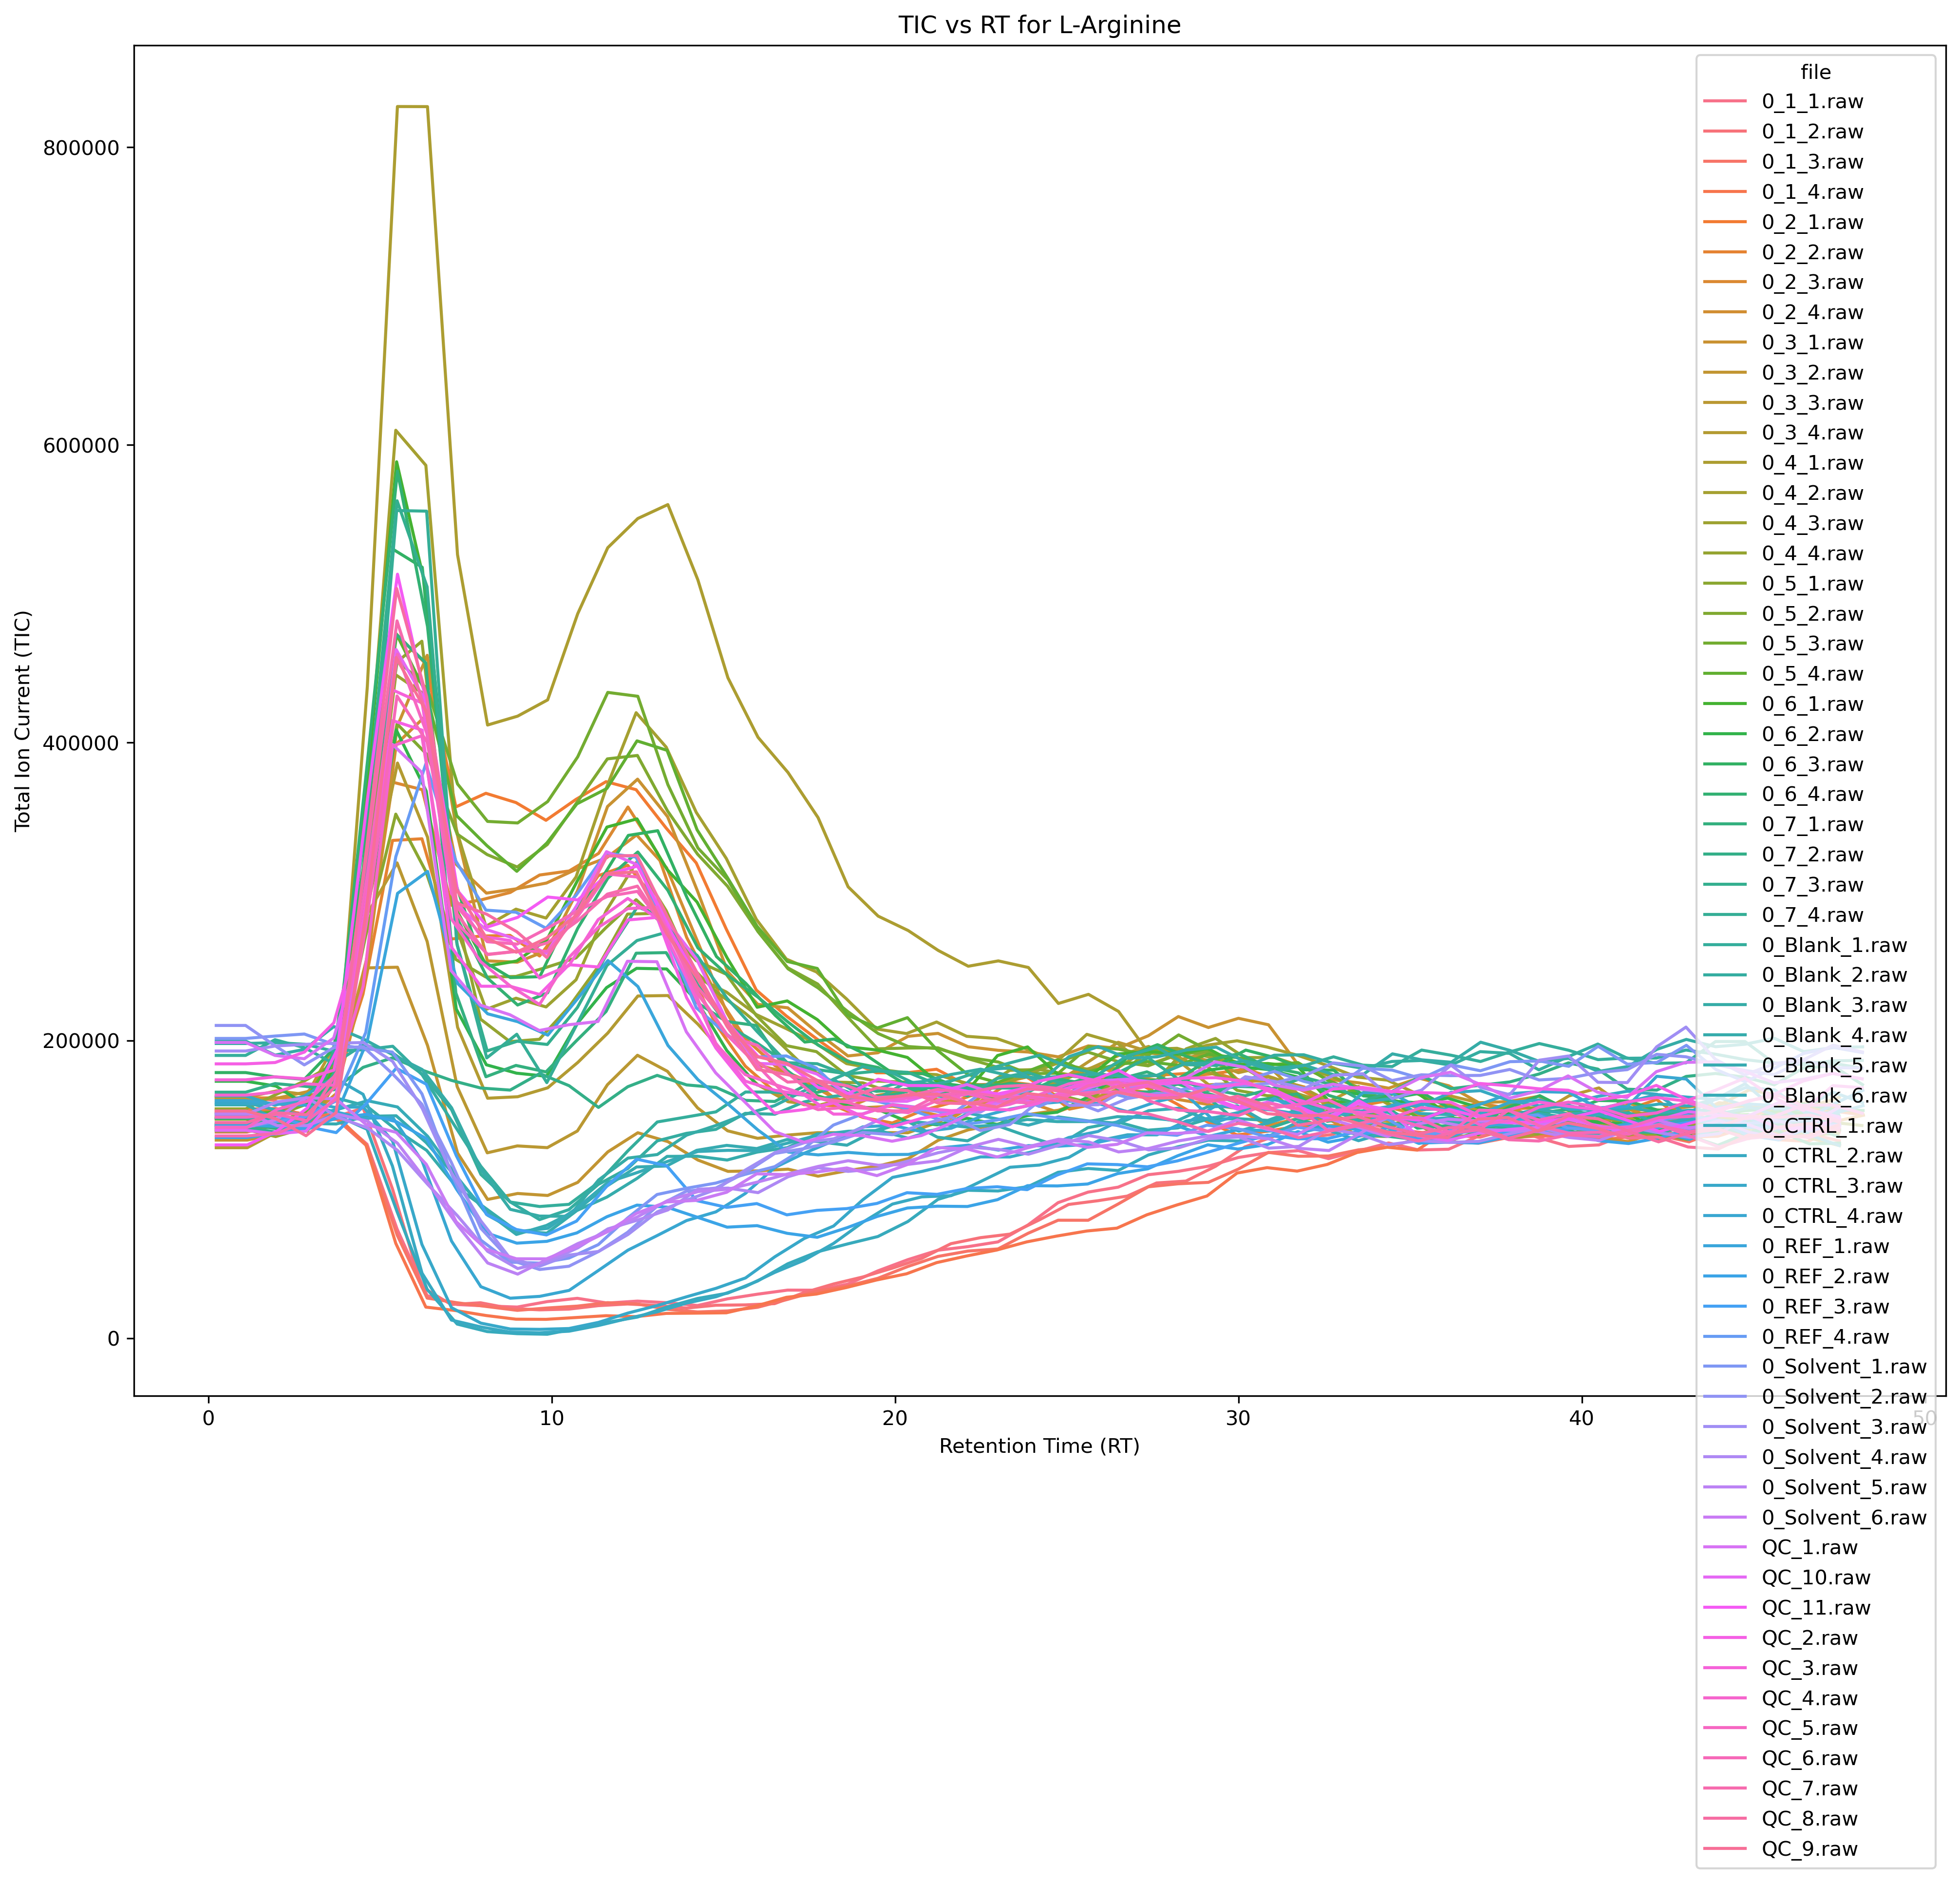 TIC vs RT for L-Arginine
file
0_1_1.raw
0_1_2.raw
0_1_3.raw
0_1_4.raw
0_2_1.raw
0_2_2.raw
0_2_3.raw
0_2_4.raw
0_3_1.raw
0_3_2.raw
0_3_3.raw
0_3_4.raw
0_4_1.raw
0_4_2.raw
0_4_3.raw
0_4_4.raw
0_5_1.raw
0_5_2.raw
0_5_3.raw
0_5_4.raw
0_6_1.raw
0_6_2.raw
0_6_3.raw
0_6_4.raw
0_7_1.raw
0_7_2.raw
0_7_3.raw
0_7_4.raw
0_Blank_1.raw
0_Blank_2.raw
0_Blank_3.raw
0_Blank_4.raw
0_Blank_5.raw
0_Blank_6.raw
0_CTRL_1.raw
0_CTRL_2.raw
0_CTRL_3.raw
0_CTRL_4.raw
0_REF_1.raw
0_REF_2.raw
0_REF_3.raw
0_REF_4.raw
0_Solvent_1.raw
0_Solvent_2.raw
0_Solvent_3.raw
0_Solvent_4.raw
0_Solvent_5.raw
0_Solvent_6.raw
QC_1.raw
QC_10.raw
QC_11.raw
QC_2.raw
QC_3.raw
QC_4.raw
QC_5.raw
QC_6.raw
QC_7.raw
QC_8.raw
QC_9.raw
800000
600000
400000
200000
0
Total Ion Current (TIC)
0 10 20 30 40 50
Retention Time (RT)